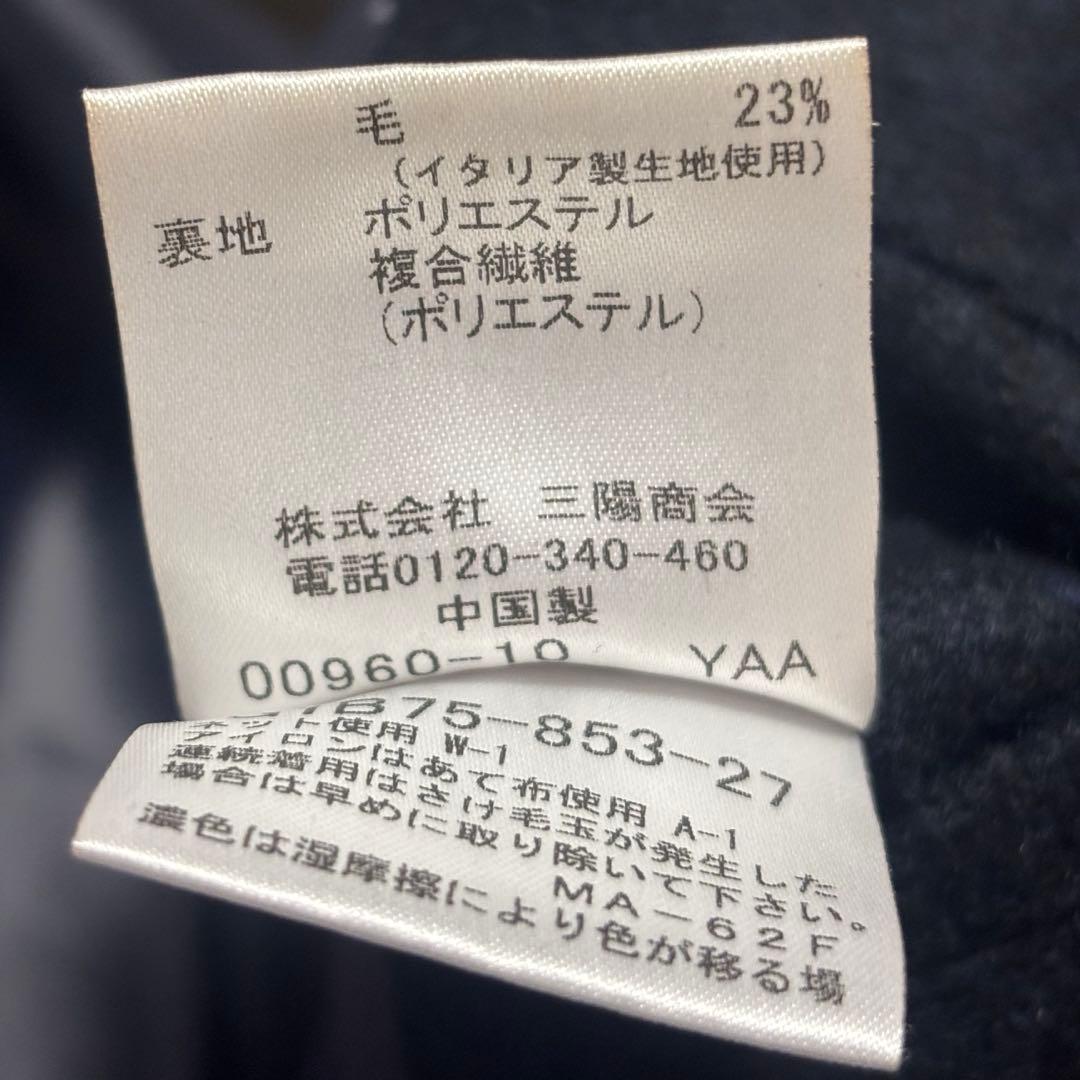 毛 23%
(イタリア製生地使用)
裏地 ポリエステル
複合繊維
(ポリエステル)
株式会社 三陽商会
電話0120-340-460
中国製
00960-10 YAA
B75-853-27
ネット使用 W-1
アイロンはあて布使用 A-1
連続着用はさけ毛玉が発生した
場合は早めに取り除いて下さい。
MA-62F
濃色は湿摩擦により色が移る場